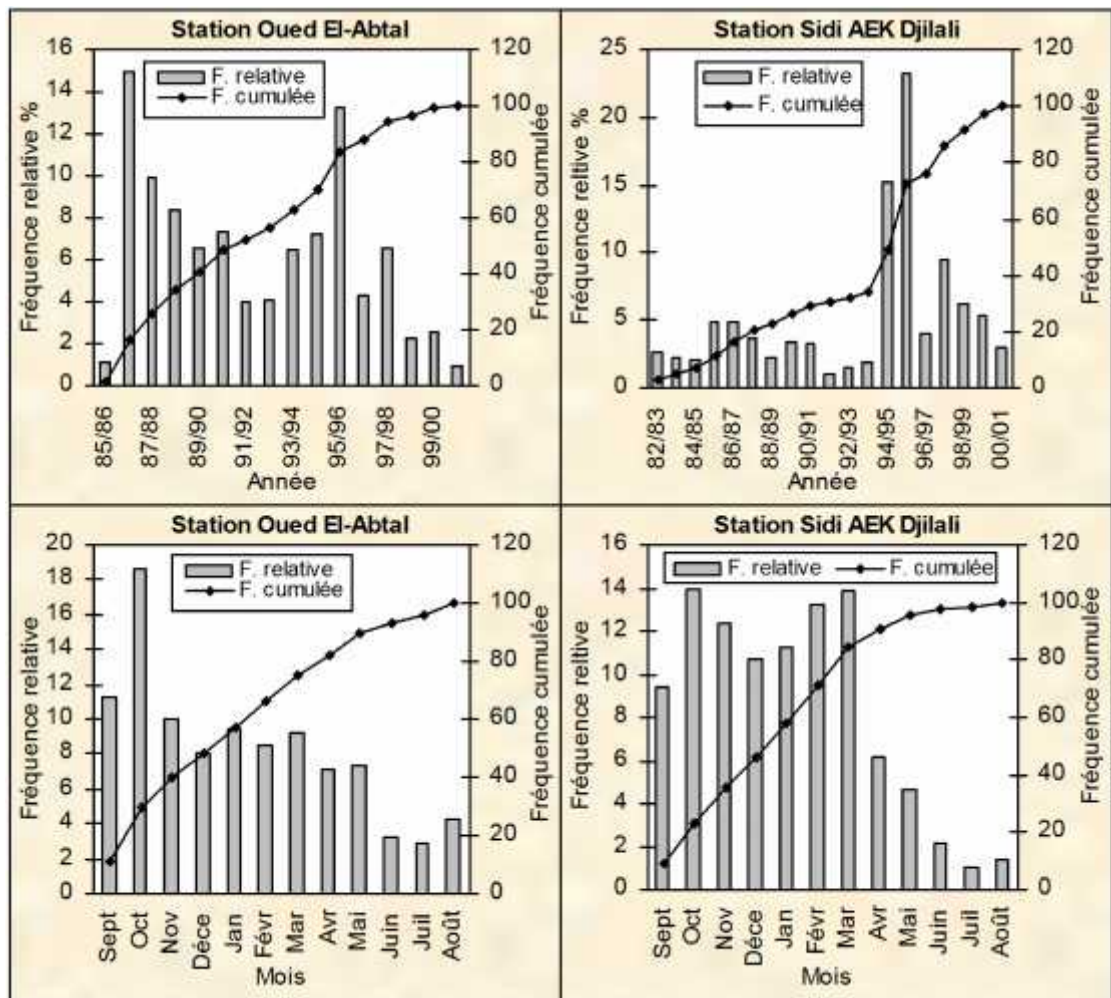 Station Oued El-Abtal
F. relative
F. cumulée
Fréquence relative %
16
14
12
10
8
6
4
2
0
120
100
80
60
40
20
0
Fréquence cumulée
85/86
87/88
89/90
91/92
93/94
95/96
97/98
99/00
Année
Station Sidi AEK Djilali
F. relative
F. cumulée
Fréquence reltive %
25
20
15
10
5
0
120
100
80
60
40
20
0
Fréquence cumulée
82/83
84/85
86/87
88/89
90/91
92/93
94/95
96/97
98/99
00/01
Année
Station Oued El-Abtal
F. relative
F. cumulée
Fréquence relative
20
18
16
14
12
10
8
6
4
2
0
120
100
80
60
40
20
0
Fréquence cumulée
Sept
Oct
Nov
Déce
Jan
Févr
Mar
Avr
Mai
Juin
Juil
Août
Mois
Station Sidi AEK Djilali
F. relative F. cumulée
Fréquence reltive
16
14
12
10
8
6
4
2
0
120
100
80
60
40
20
0
Fréquence cumulée
Sept
Oct
Nov
Déce
Jan
Févr
Mar
Avr
Mai
Juin
Juil
Août
Mois